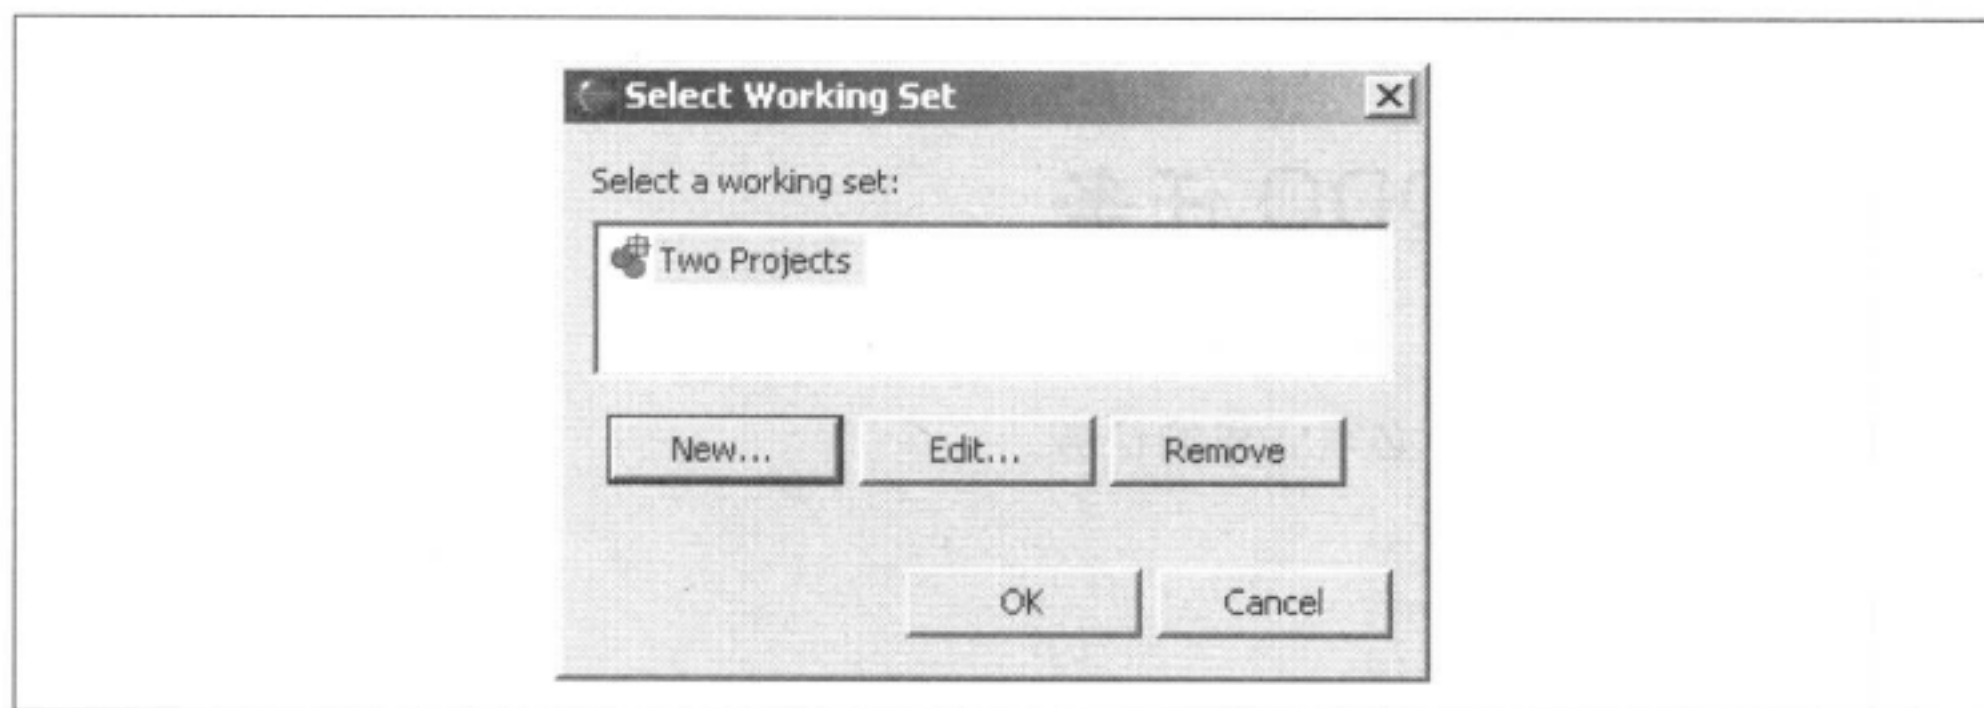 Select Working Set
Select a working set:
Two Projects
New... Edit... Remove
OK Cancel